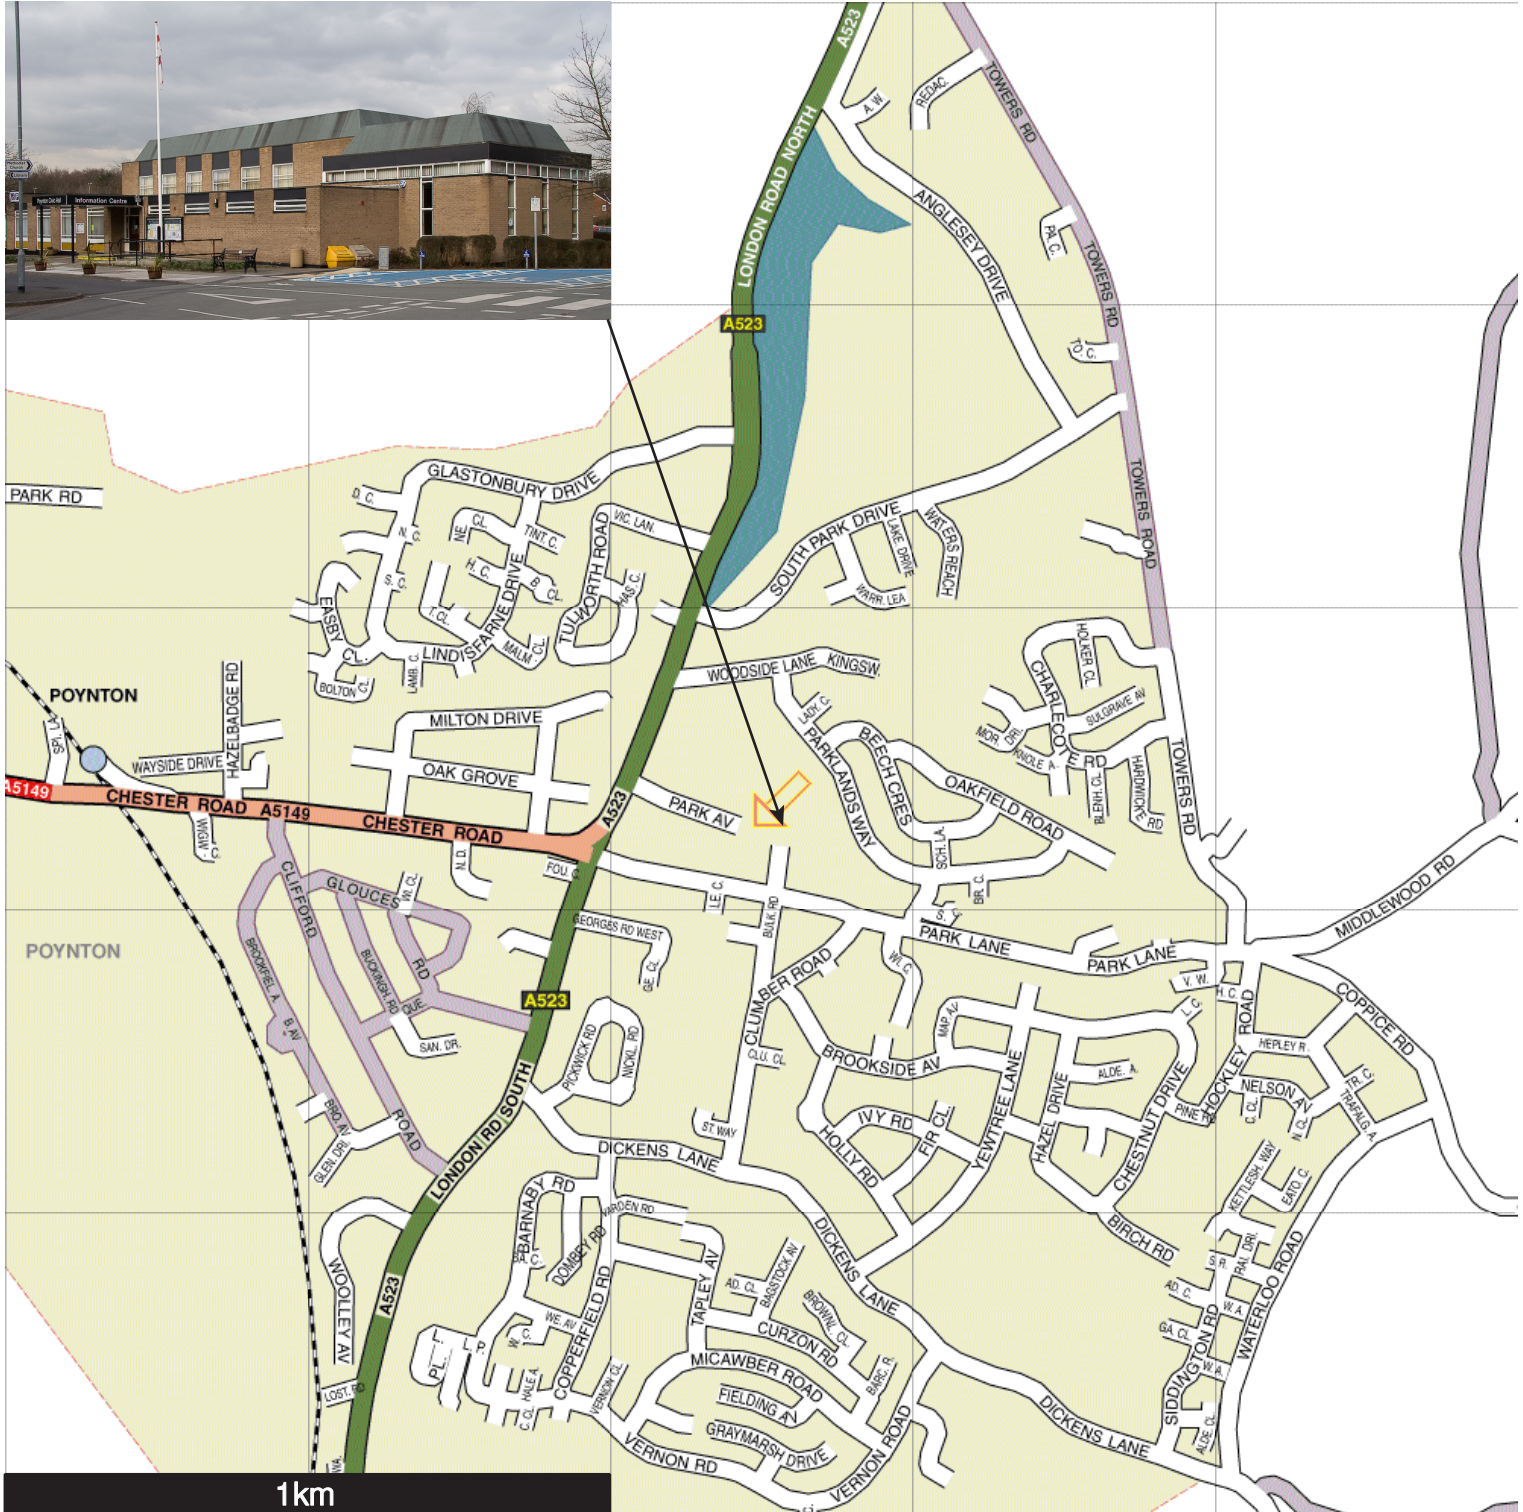 Poynton Civic Hall
Information Centre
A523
TOWERS RD
REDAC.
A. W.
LONDON ROAD NORTH
ANGLESEY DRIVE
PA. C.
TOWERS RD
A523
TO. C.
PARK RD
GLASTONBURY DRIVE
D. C.
N. C.
NE. CL.
TINT. C.
VIC. LAN.
TULWORTH ROAD
SOUTH PARK DRIVE
LAKE. DRIVE
WATERS REACH
TOWERS ROAD
H. C.
B. CL.
S. C.
T. CL.
HAS. C.
WARR. LEA
EASBY CL.
LINDISFARNE DRIVE
MALM. CL.
LAMB. C.
BOLTON CL.
WOODSIDE LANE
KINGSW.
HOLKER CL
CHARLECOTE RD
SULGRAVE AV
MOR. DRI.
KNOLE A.
BLENH. CL.
HARDWICKE RD
TOWERS RD
POYNTON
SPI. LA.
HAZELBADGE RD
WAYSIDE DRIVE
MILTON DRIVE
OAK GROVE
LADY. C.
PARKLANDS WAY
BEECH CRES
OAKFIELD ROAD
A5149
CHESTER ROAD
A5149
CHESTER ROAD
A523
PARK AV
WIGW. C.
N. D.
FOU. C.
SCH. LA.
BR. C.
LE. C.
BULK. RD
S. C.
PARK LANE
PARK LANE
MIDDLEWOOD RD
CLIFFORD
GLOUCES
W. CL.
GEORGES RD WEST
GE. CL.
POYNTON
BROOKFIEL. A.
BUCKINGH. RD
RD
QUE.
A523
CLUMBER ROAD
WI. C.
V. W.
H. C.
COPPICE RD
B. AV
SAN. DR.
PICKWICK RD
NICKL. RD
CLU. CL.
BROOKSIDE AV
MAP. AV
L. C.
HOCKLEY ROAD
HEPLEY R.
ALDE. A.
NELSON AV
TR. C.
TRAFALG. A.
BRO. AV
ROAD
GLEN. DRI.
LONDON RD SOUTH
ST. WAY
DICKENS LANE
IVY RD
FIR CL.
HOLLY RD
YEWTREE LANE
HAZEL DRIVE
CHESTNUT DRIVE
PINE
C. CL.
N. CL.
KETTLESH. WAY
EATO. C.
BARNABY RD
VARDEN RD
DOMBEY RD
BA. C.
BIRCH RD
WOOLLEY AV
A523
TAPLEY AV
AD. CL.
BAGSTOCK AV
DICKENS LANE
S. R.
RAL. DRI.
WATERLOO ROAD
AD. C.
W. A.
GA. CL.
WE. AV
W. C.
L. P.
PL.
L.
COPPERFIELD RD
BROWNL. CL.
CURZON RD
MICAWBER ROAD
BARC. R.
W. A.
SIDDINGTON RD
LOST. RD
HALE A.
C. CL.
VERNON CL.
FIELDING AV
GRAYMARSH DRIVE
VERNON RD
VERNON ROAD
DICKENS LANE
ALDE. CL.
WA.
1km